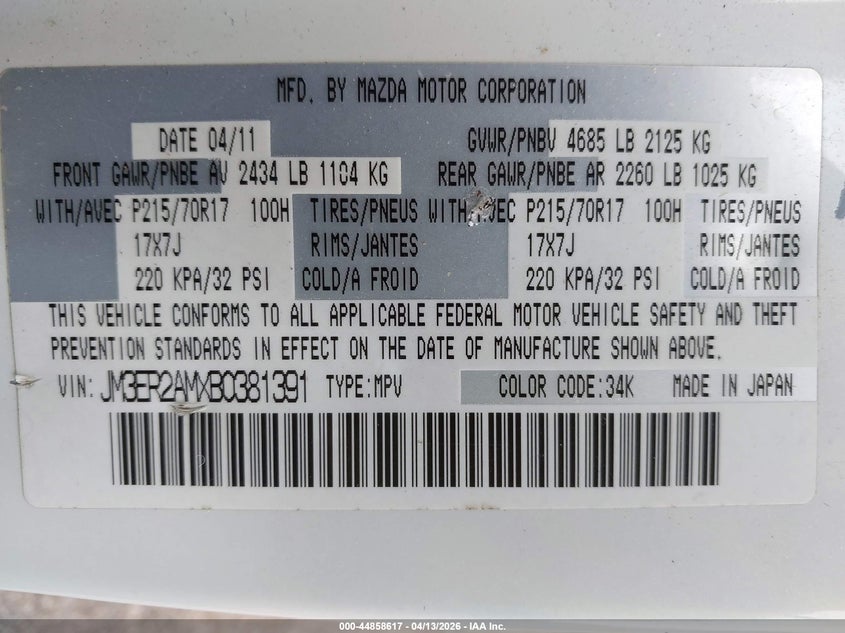 MFD. BY MAZDA MOTOR CORPORATION
DATE 04/11 GVWR/PNBV 4685 LB 2125 KG
FRONT GAWR/PNBE AV 2434 LB 1104 KG REAR GAWR/PNBE AR 2260 LB 1025 KG
WITH/AVEC P215/70R17 100H TIRES/PNEUS WITH/AVEC P215/70R17 100H TIRES/PNEUS
17X7J RIMS/JANTES 17X7J RIMS/JANTES
220 KPA/32 PSI COLD/A FROID 220 KPA/32 PSI COLD/A FROID
THIS VEHICLE CONFORMS TO ALL APPLICABLE FEDERAL MOTOR VEHICLE SAFETY AND THEFT
PREVENTION STANDARDS IN EFFECT ON THE DATE OF MANUFACTURE SHOWN ABOVE.
VIN: JM3ER2AMXB0381391 TYPE:MPV COLOR CODE:34K MADE IN JAPAN
000-44858617 - 04/13/2026 - IAA Inc.